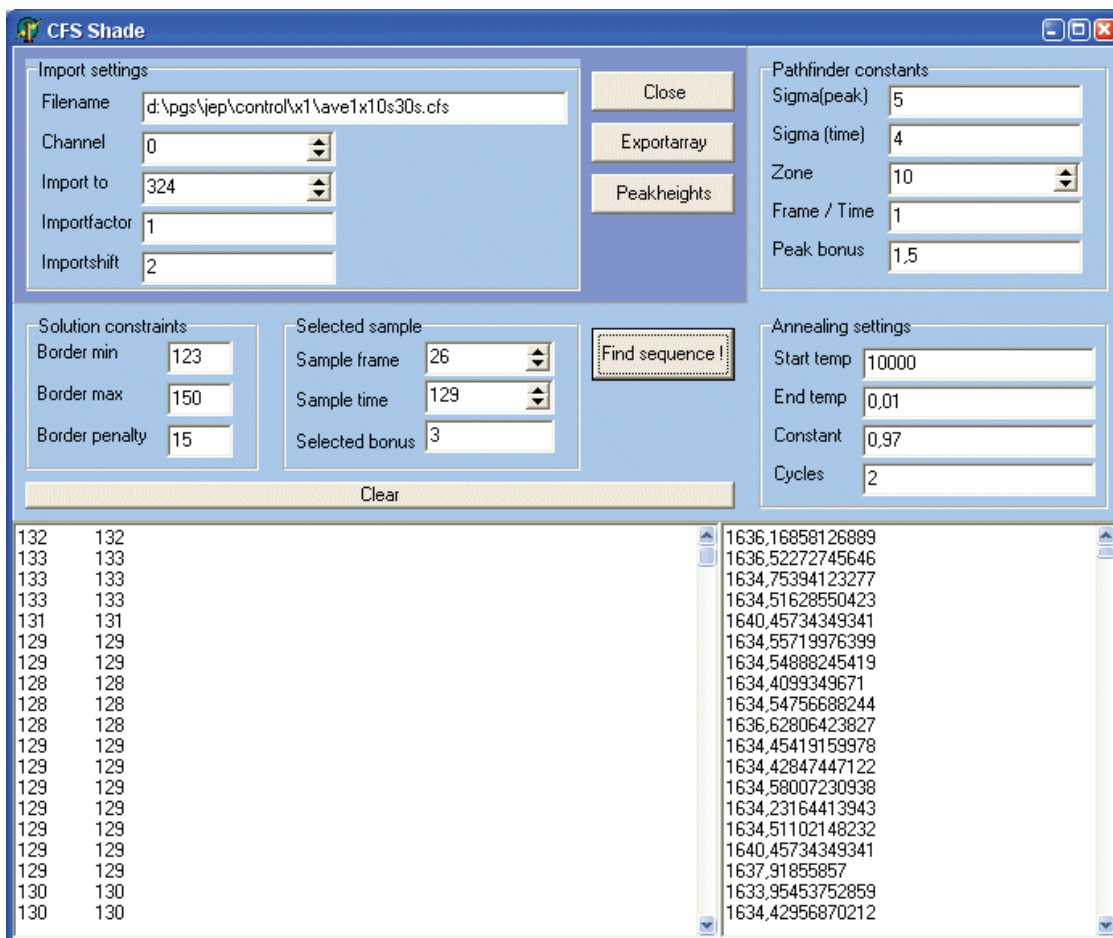 CFS Shade
Import settings
Filename d:\pgs\jep\control\x1\ave1x10s30s.cfs
Channel 0
Import to 324
Importfactor 1
Importshift 2
Close
Exportarray
Peakheights
Pathfinder constants
Sigma(peak) 5
Sigma (time) 4
Zone 10
Frame / Time 1
Peak bonus 1,5
Solution constraints
Border min 123
Border max 150
Border penalty 15
Selected sample
Sample frame 26
Sample time 129
Selected bonus 3
Find sequence !
Annealing settings
Start temp 10000
End temp 0,01
Constant 0,97
Cycles 2
Clear
132 132
133 133
133 133
133 133
131 131
129 129
129 129
128 128
128 128
128 128
129 129
129 129
129 129
129 129
129 129
129 129
129 129
130 130
130 130
1636,16858126889
1636,52272745646
1634,75394123277
1634,51628550423
1640,45734349341
1634,55719976399
1634,54888245419
1634,4099349671
1634,54756688244
1636,62806423827
1634,45419159978
1634,42847447122
1634,58007230938
1634,23164413943
1634,51102148232
1640,45734349341
1637,91855857
1633,95453752859
1634,42956870212